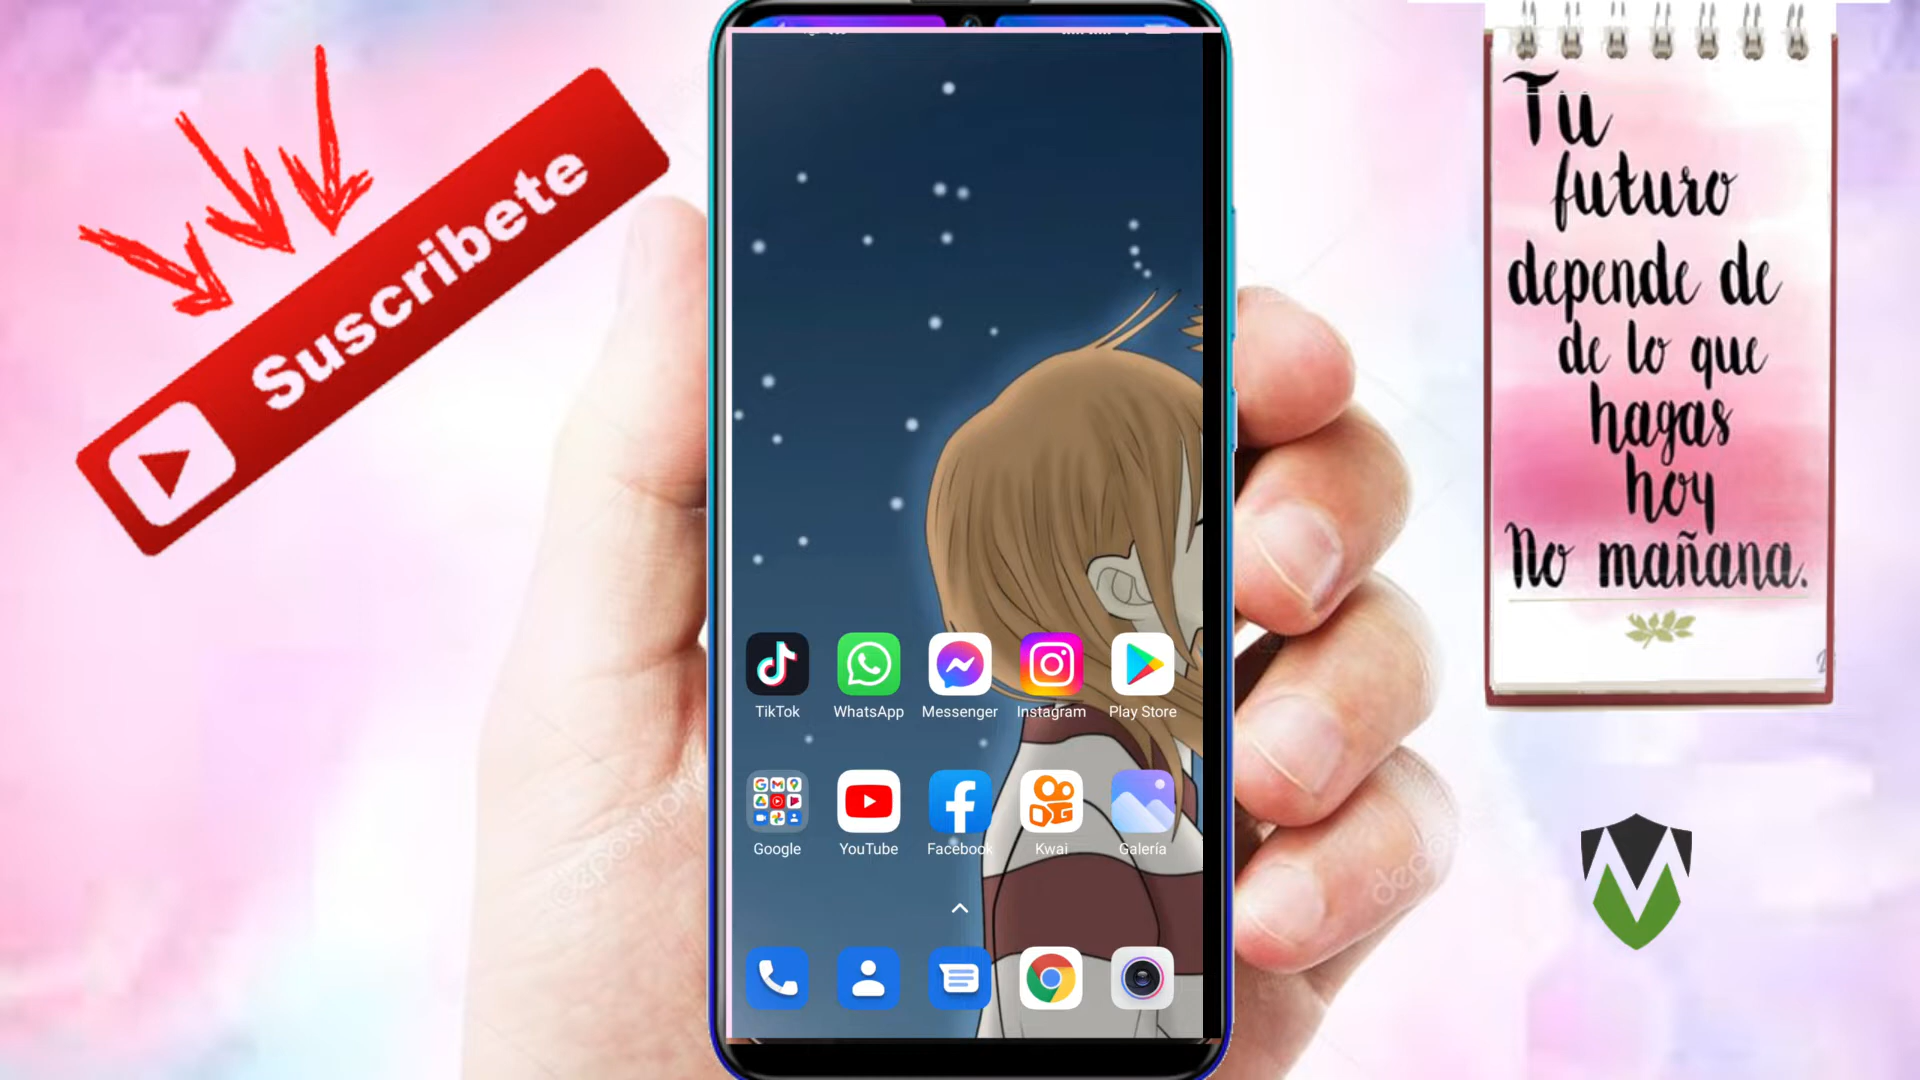 Suscribete
Tu
futuro
depende de
de lo que
hagas
hoy
No mañana.
TikTok
WhatsApp
Messenger
Instagram
Play Store
Google
YouTube
Facebook
Kwai
Galería
depositpho